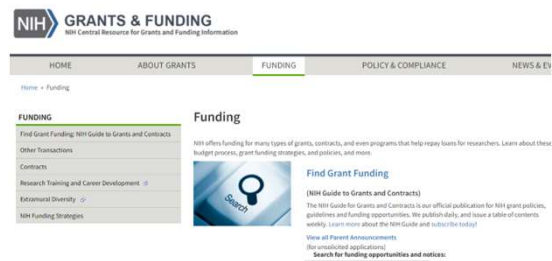 NIH GRANTS & FUNDING
NIH Central Resource for Grants and Funding Information
HOME ABOUT GRANTS FUNDING POLICY & COMPLIANCE NEWS & EV
Home » Funding
FUNDING
Find Grant Funding: NIH Guide to Grants and Contracts
Other Transactions
Contracts
Research Training and Career Development
Extramural Diversity
NIH Funding Strategies
Funding
NIH offers funding for many types of grants, contracts, and even programs that help repay loans for researchers. Learn about these
budget process, grant funding strategies, and policies, and more.
Search
Find Grant Funding
(NIH Guide to Grants and Contracts)
The NIH Guide for Grants and Contracts is our official publication for NIH grant policies,
guidelines and funding opportunities. We publish daily, and issue a table of contents
weekly. Learn more about the NIH Guide and subscribe today!
View all Parent Announcements
(for unsolicited applications)
Search for funding opportunities and notices: